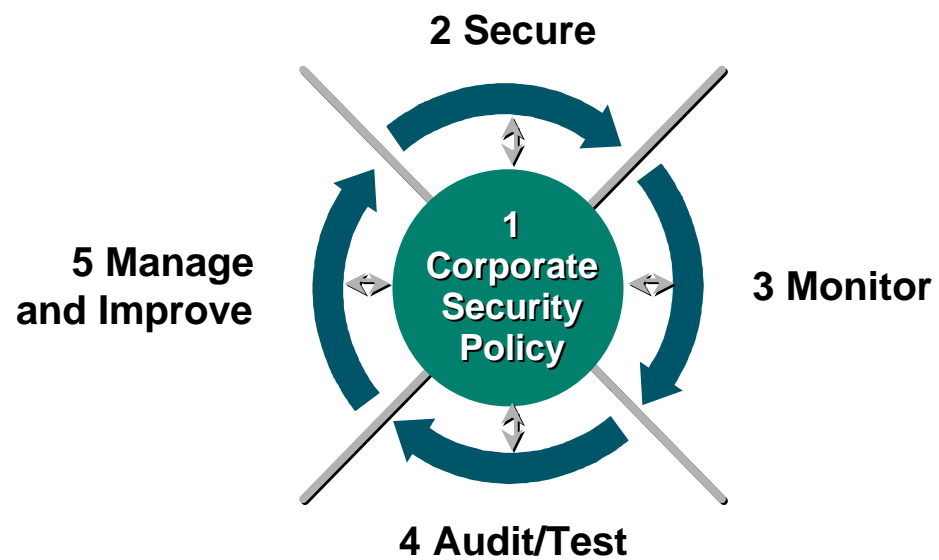 2 Secure
1
Corporate
Security
Policy
3 Monitor
4 Audit/Test
5 Manage
and Improve